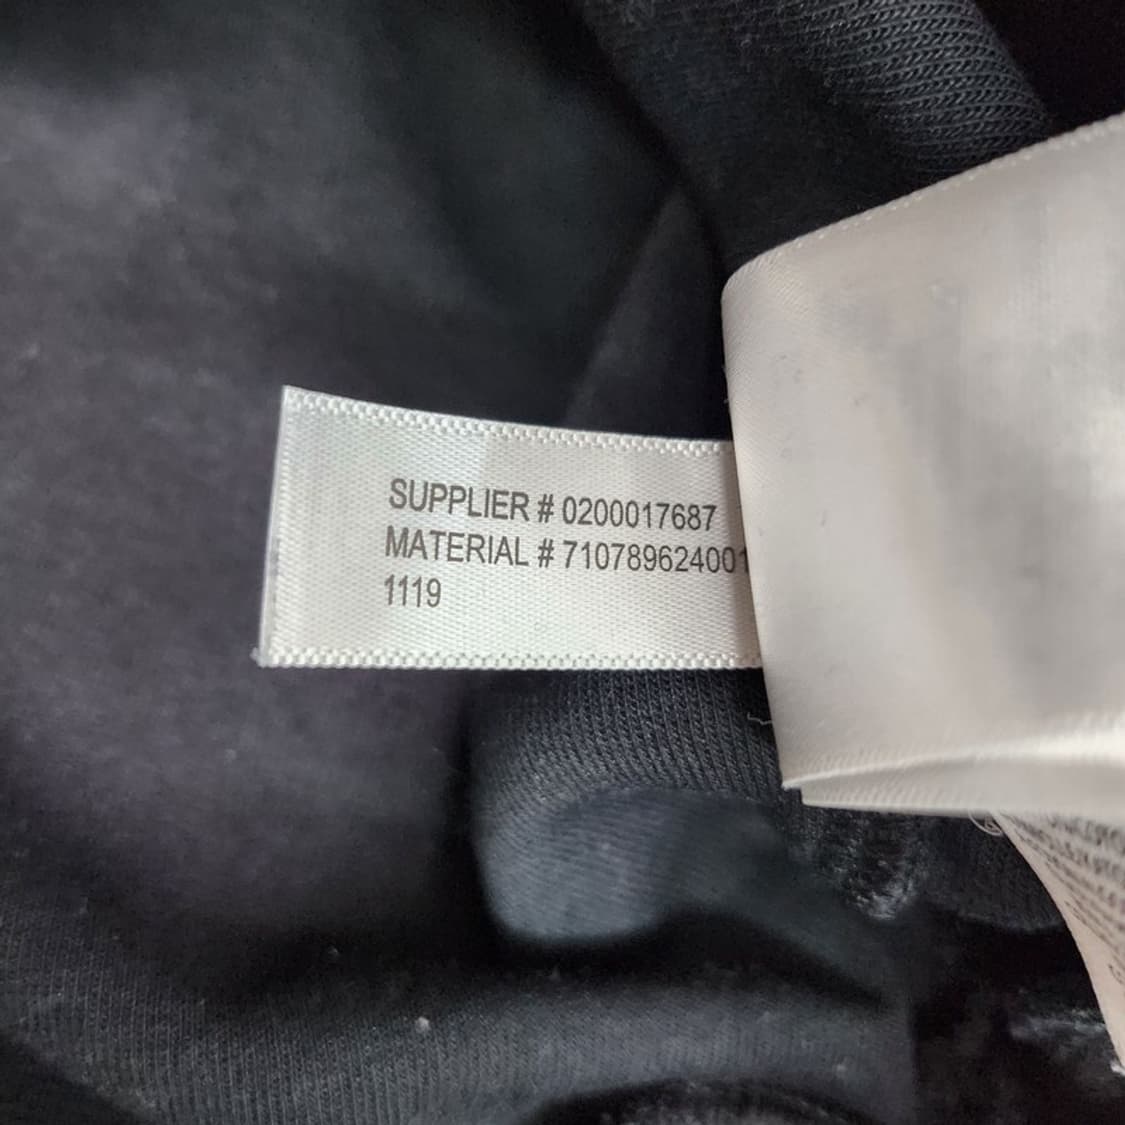 SUPPLIER # 0200017687
MATERIAL # 710789624001
1119